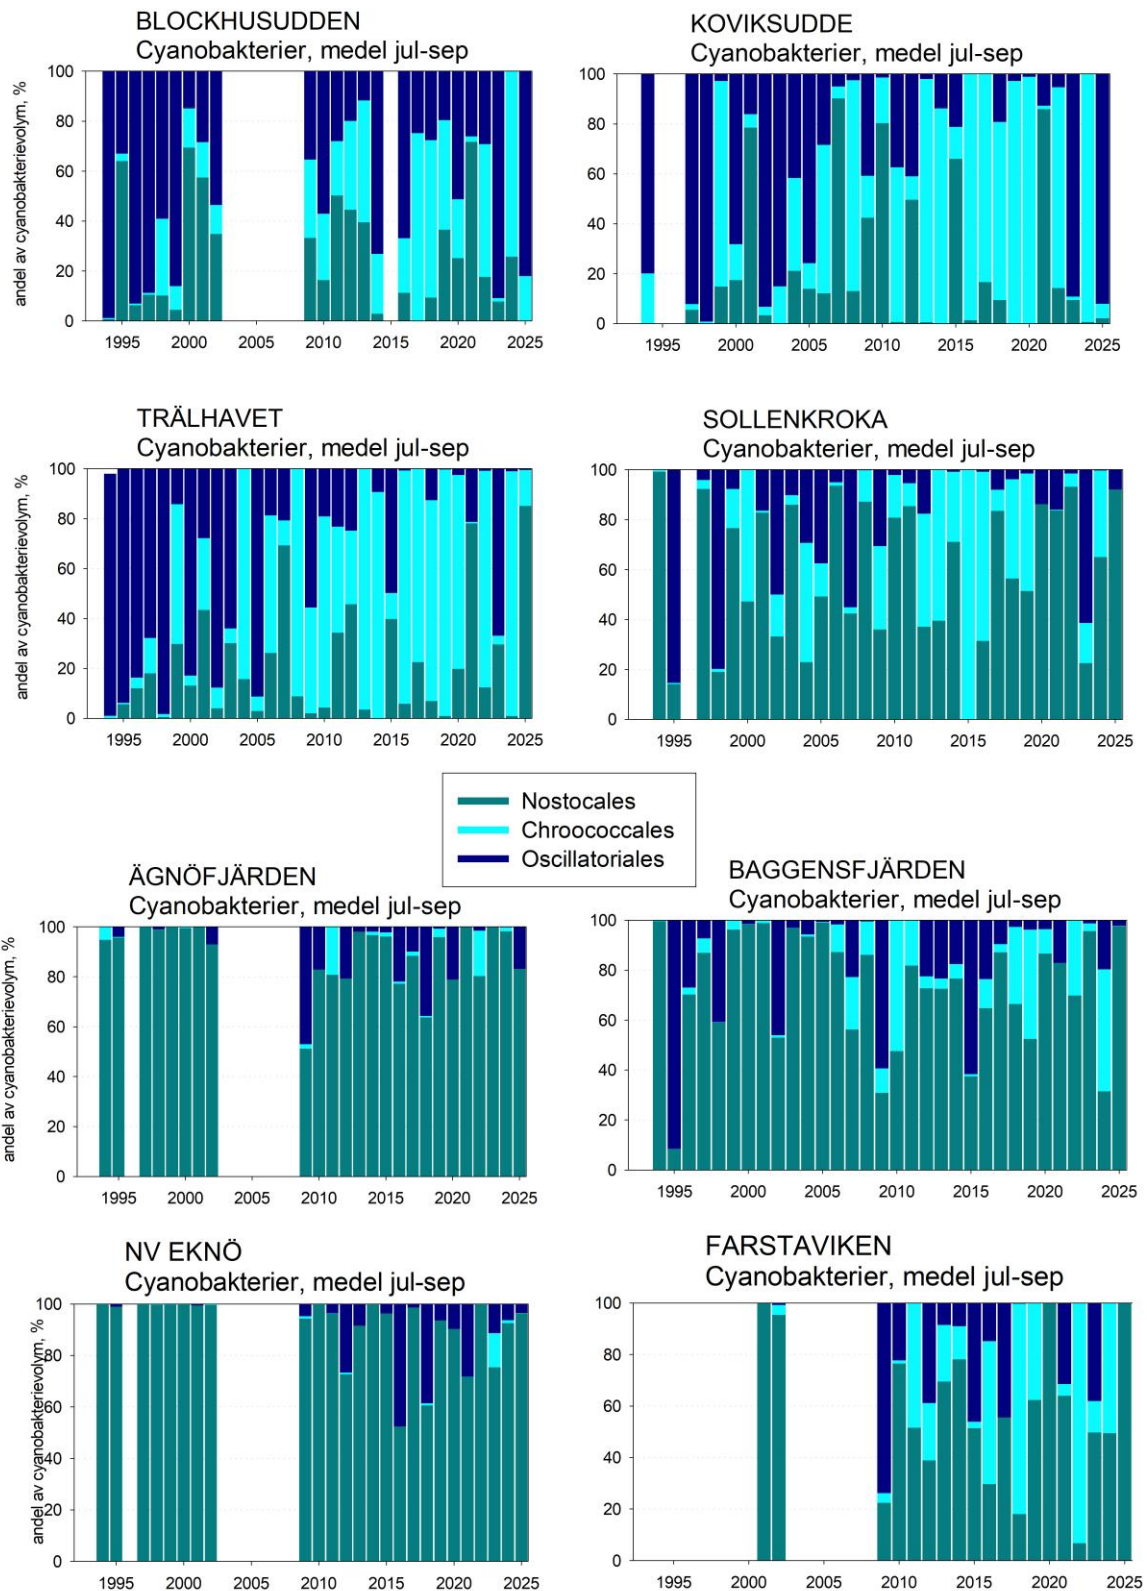 BLOCKHUSUDDEN
Cyanobakterier, medel jul-sep
andel av cyanobakterievolym, %
100
80
60
40
20
0
1995 2000 2005 2010 2015 2020 2025
KOVIKSUDDE
Cyanobakterier, medel jul-sep
100
80
60
40
20
0
1995 2000 2005 2010 2015 2020 2025
TRÄLHAVET
Cyanobakterier, medel jul-sep
andel av cyanobakterievolym, %
100
80
60
40
20
0
1995 2000 2005 2010 2015 2020 2025
SOLLENKROKA
Cyanobakterier, medel jul-sep
100
80
60
40
20
0
1995 2000 2005 2010 2015 2020 2025
Nostocales
Chroococcales
Oscillatoriales
ÄGNÖFJÄRDEN
Cyanobakterier, medel jul-sep
andel av cyanobakterievolym, %
100
80
60
40
20
0
1995 2000 2005 2010 2015 2020 2025
BAGGENSFJÄRDEN
Cyanobakterier, medel jul-sep
100
80
60
40
20
0
1995 2000 2005 2010 2015 2020 2025
NV EKNÖ
Cyanobakterier, medel jul-sep
andel av cyanobakterievolym, %
100
80
60
40
20
0
1995 2000 2005 2010 2015 2020 2025
FARSTAVIKEN
Cyanobakterier, medel jul-sep
100
80
60
40
20
0
1995 2000 2005 2010 2015 2020 2025